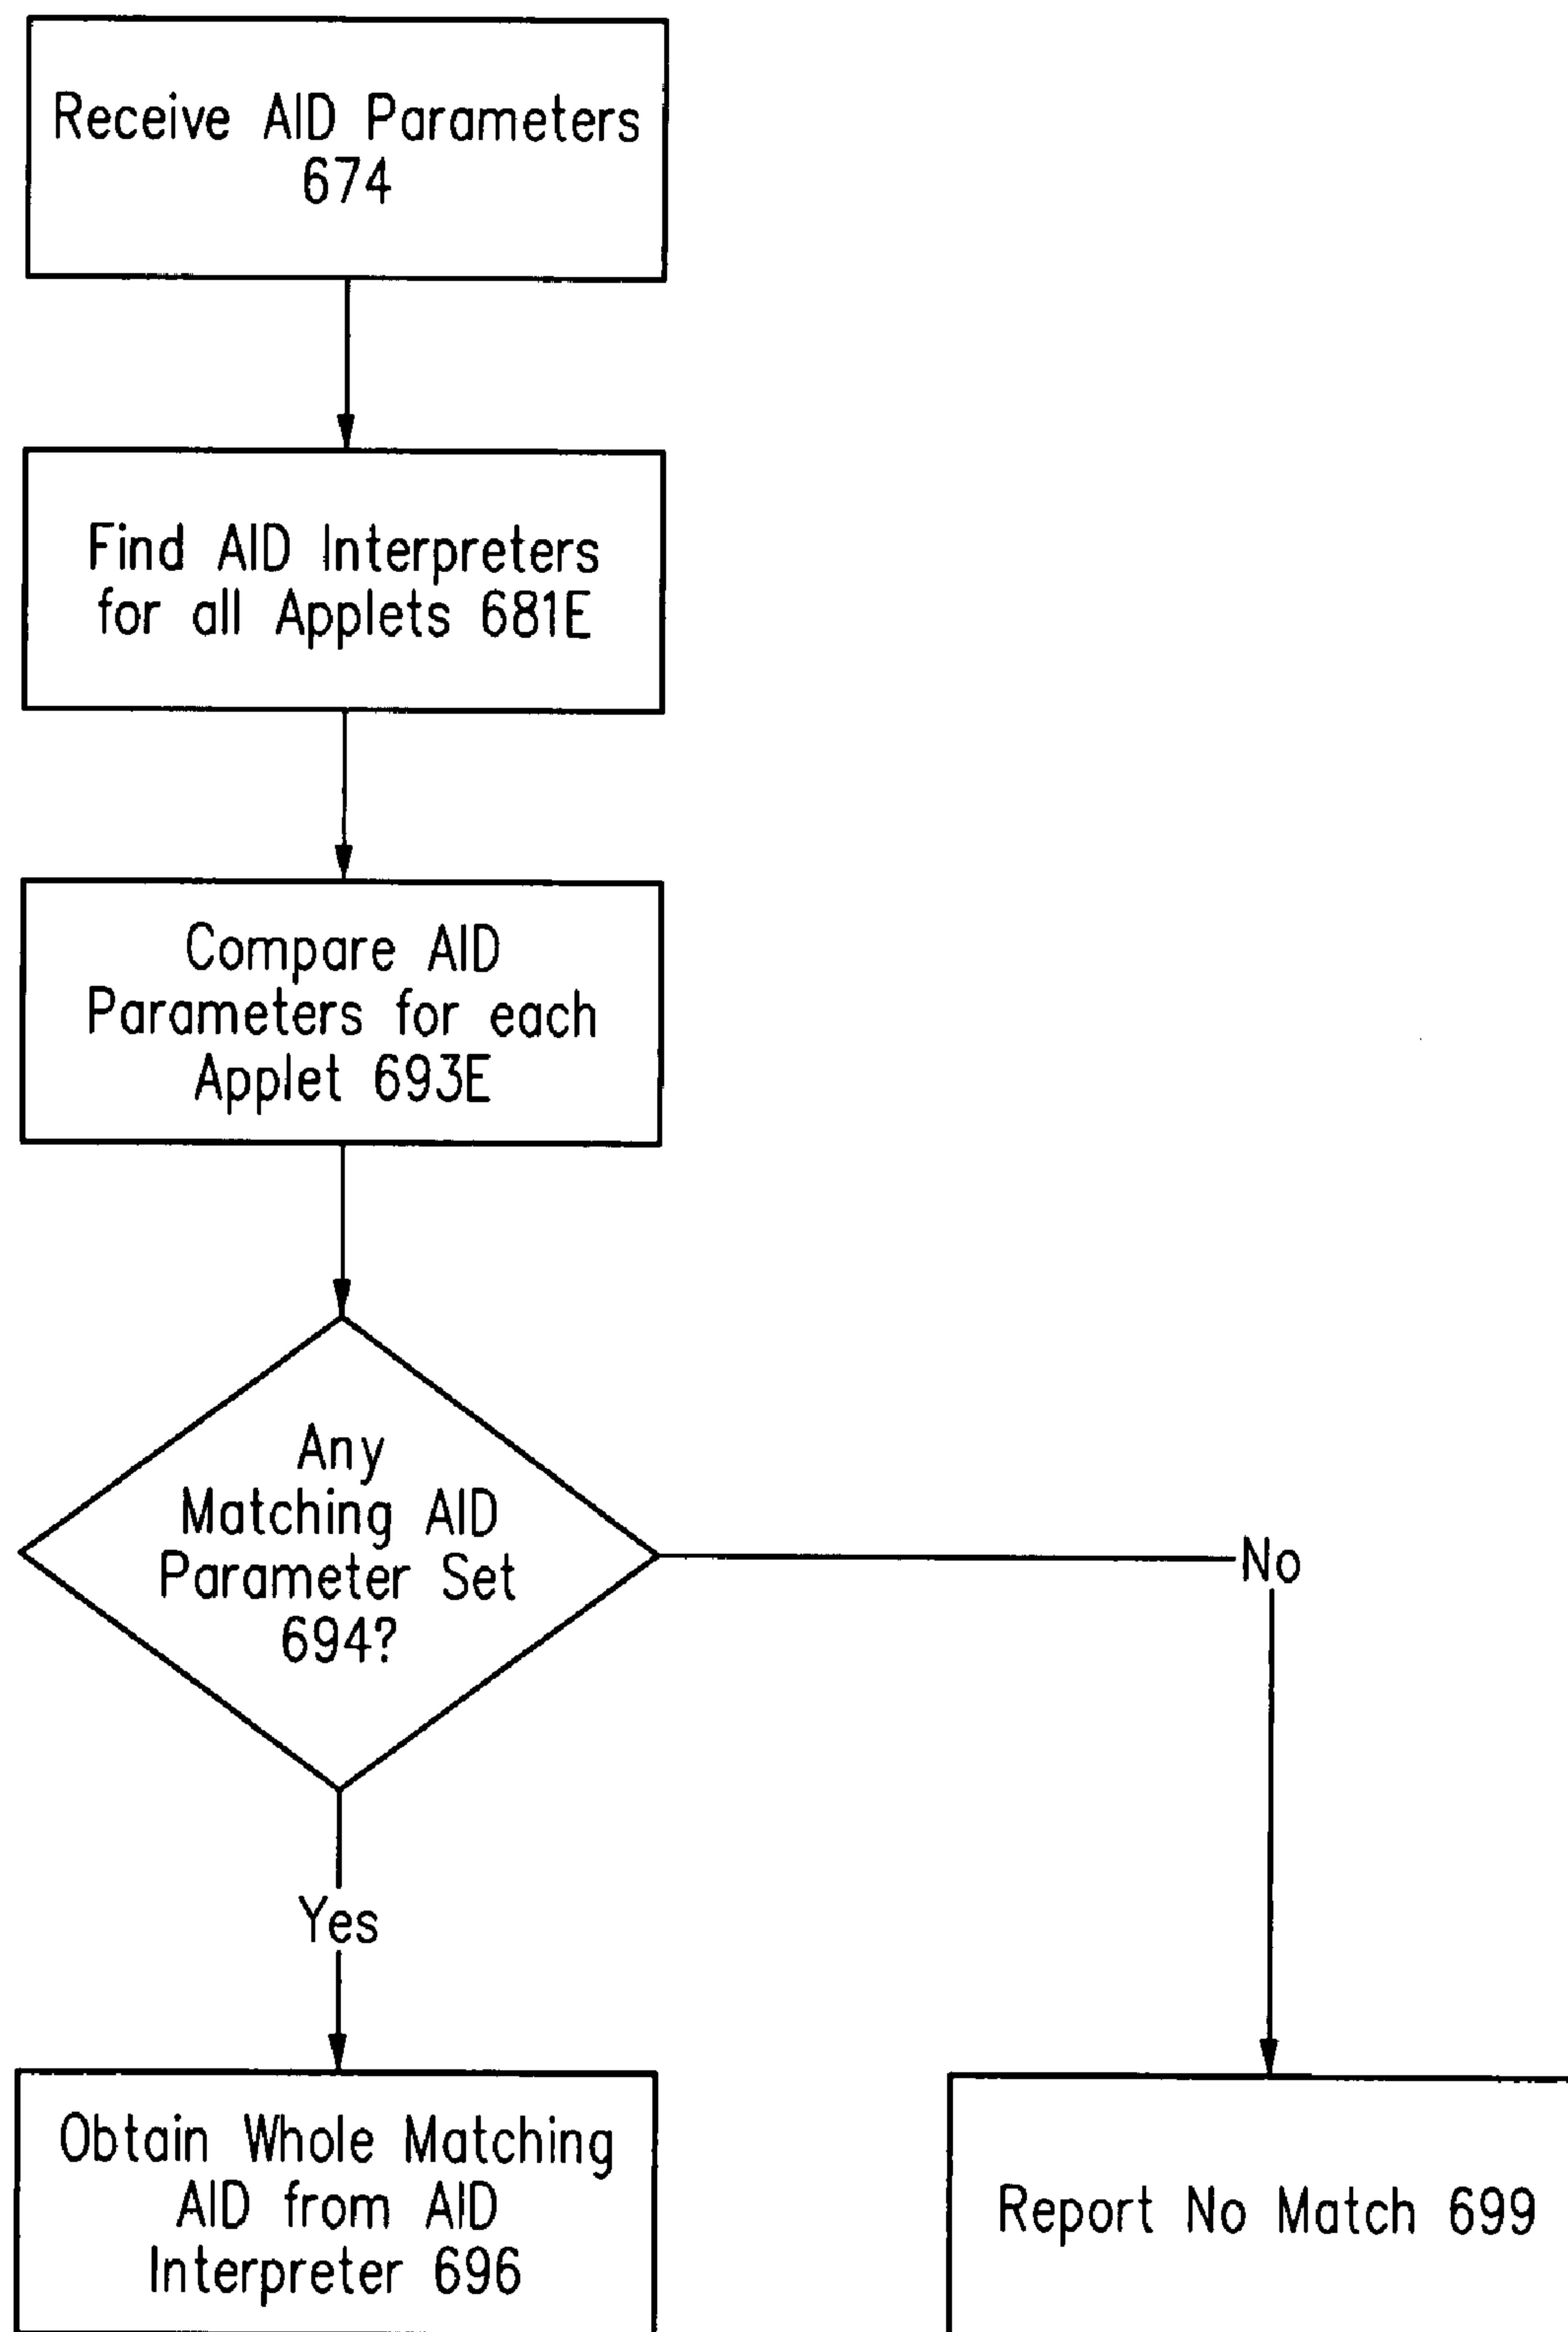 Receive AID Parameters
674
Find AID Interpreters
for all Applets 681E
Compare AID
Parameters for each
Applet 693E
Any
Matching AID
Parameter Set
694?
No
Yes
Obtain Whole Matching
AID from AID
Interpreter 696
Report No Match 699